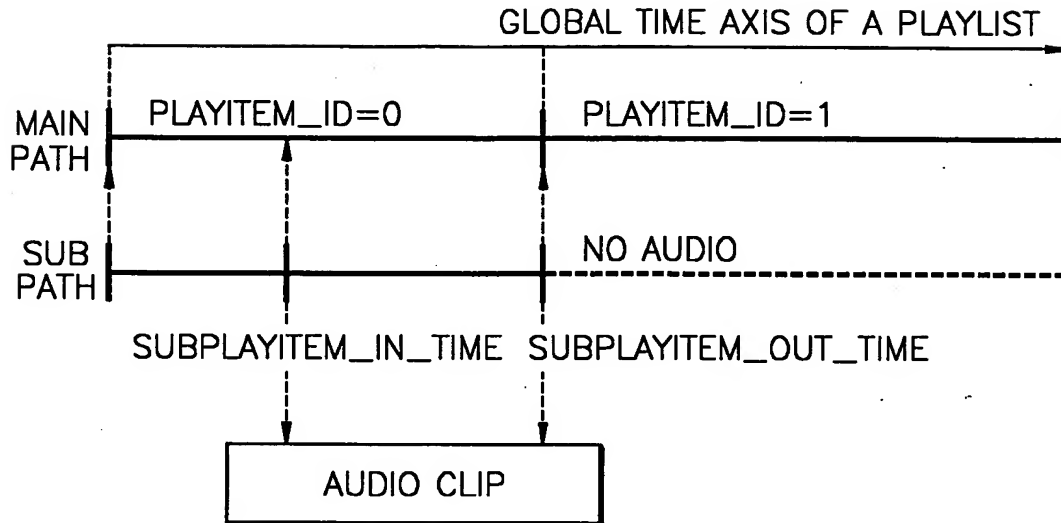 GLOBAL TIME AXIS OF A PLAYLIST
MAIN
PATH
PLAYITEM_ID=0
PLAYITEM_ID=1
SUB
PATH
NO AUDIO
SUBPLAYITEM_IN_TIME
SUBPLAYITEM_OUT_TIME
AUDIO CLIP